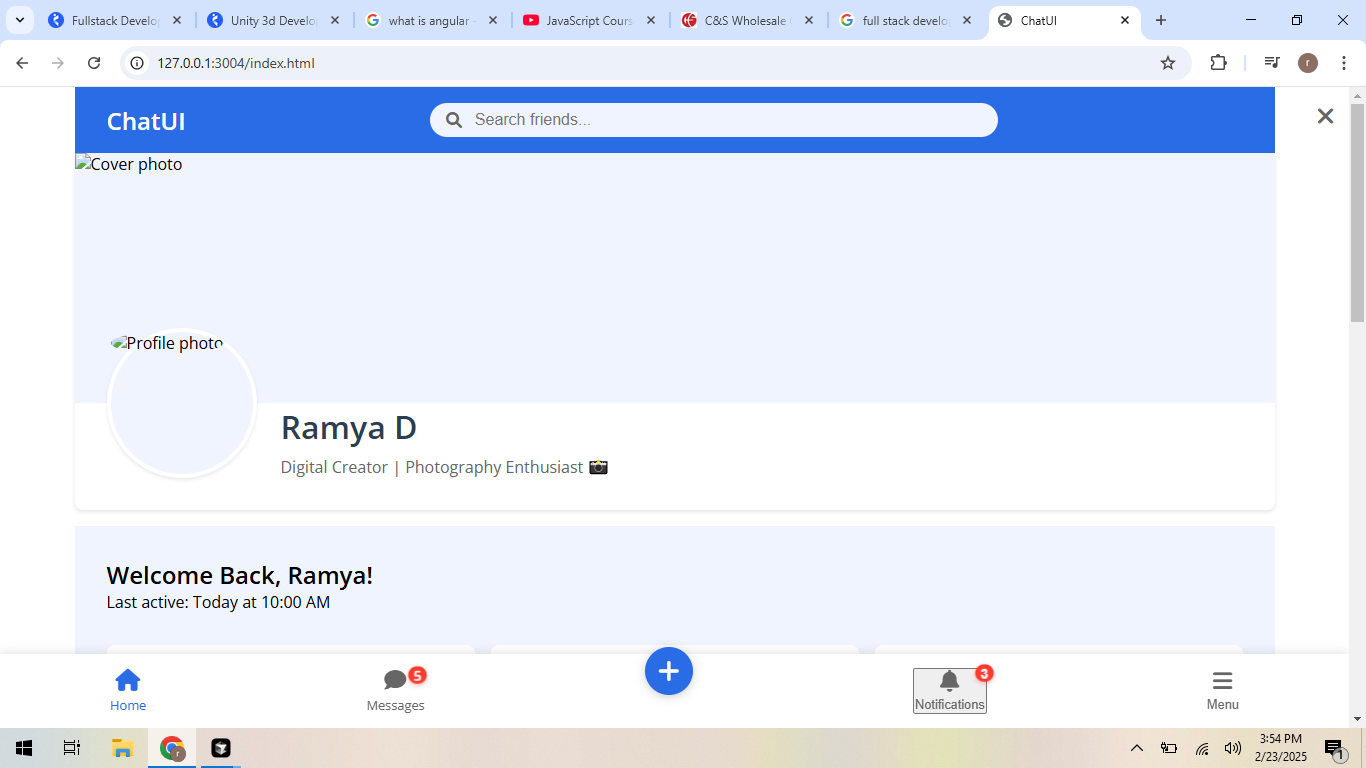 Fullstack Develo
Unity 3d Develo
what is angular -
JavaScript Cours
C&S Wholesale
full stack develo
ChatUI
127.0.0.1:3004/index.html
r
ChatUI
Search friends...
Cover photo
Profile photo
Ramya D
Digital Creator | Photography Enthusiast 📸
Welcome Back, Ramya!
Last active: Today at 10:00 AM
Home
5
Messages
3
Notifications
Menu
r
3:54 PM
2/23/2025
1